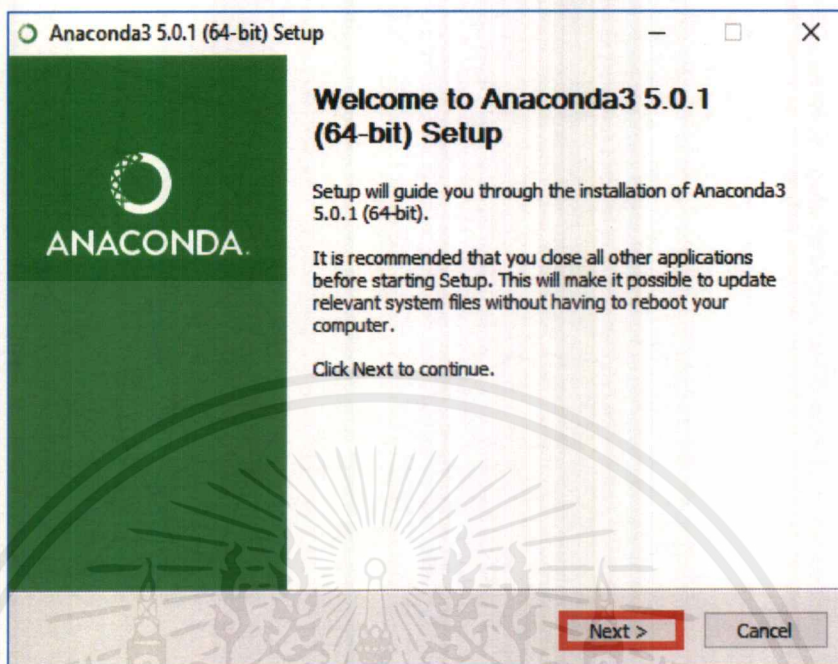 Anaconda3 5.0.1 (64-bit) Setup
ANACONDA.
Welcome to Anaconda3 5.0.1
(64-bit) Setup
Setup will guide you through the installation of Anaconda3
5.0.1 (64-bit).
It is recommended that you close all other applications
before starting Setup. This will make it possible to update
relevant system files without having to reboot your
computer.
Click Next to continue.
Next >
Cancel